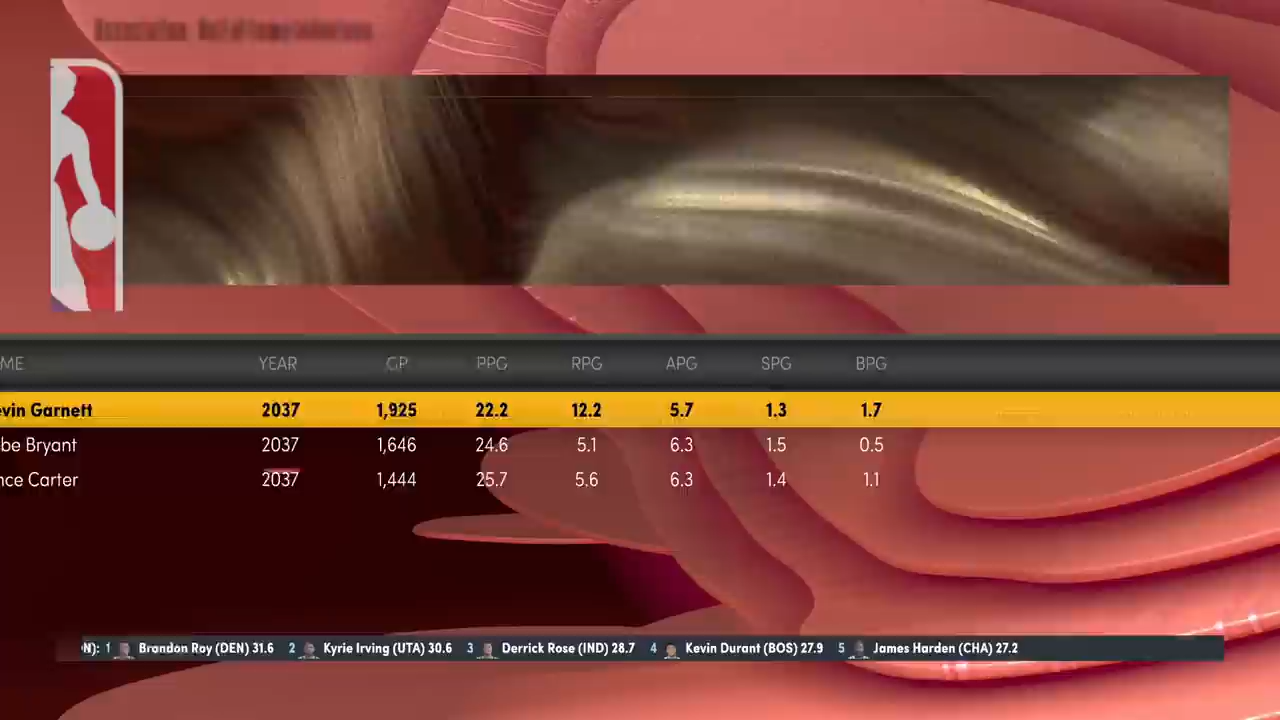 ME YEAR GP PPG RPG APG SPG BPG
evin Garnett 2037 1,925 22.2 12.2 5.7 1.3 1.7
be Bryant 2037 1,646 24.6 5.1 6.3 1.5 0.5
nce Carter 2037 1,444 25.7 5.6 6.3 1.4 1.1
N): 1 Brandon Roy (DEN) 31.6 2 Kyrie Irving (UTA) 30.6 3 Derrick Rose (IND) 28.7 4 Kevin Durant (BOS) 27.9 5 James Harden (CHA) 27.2